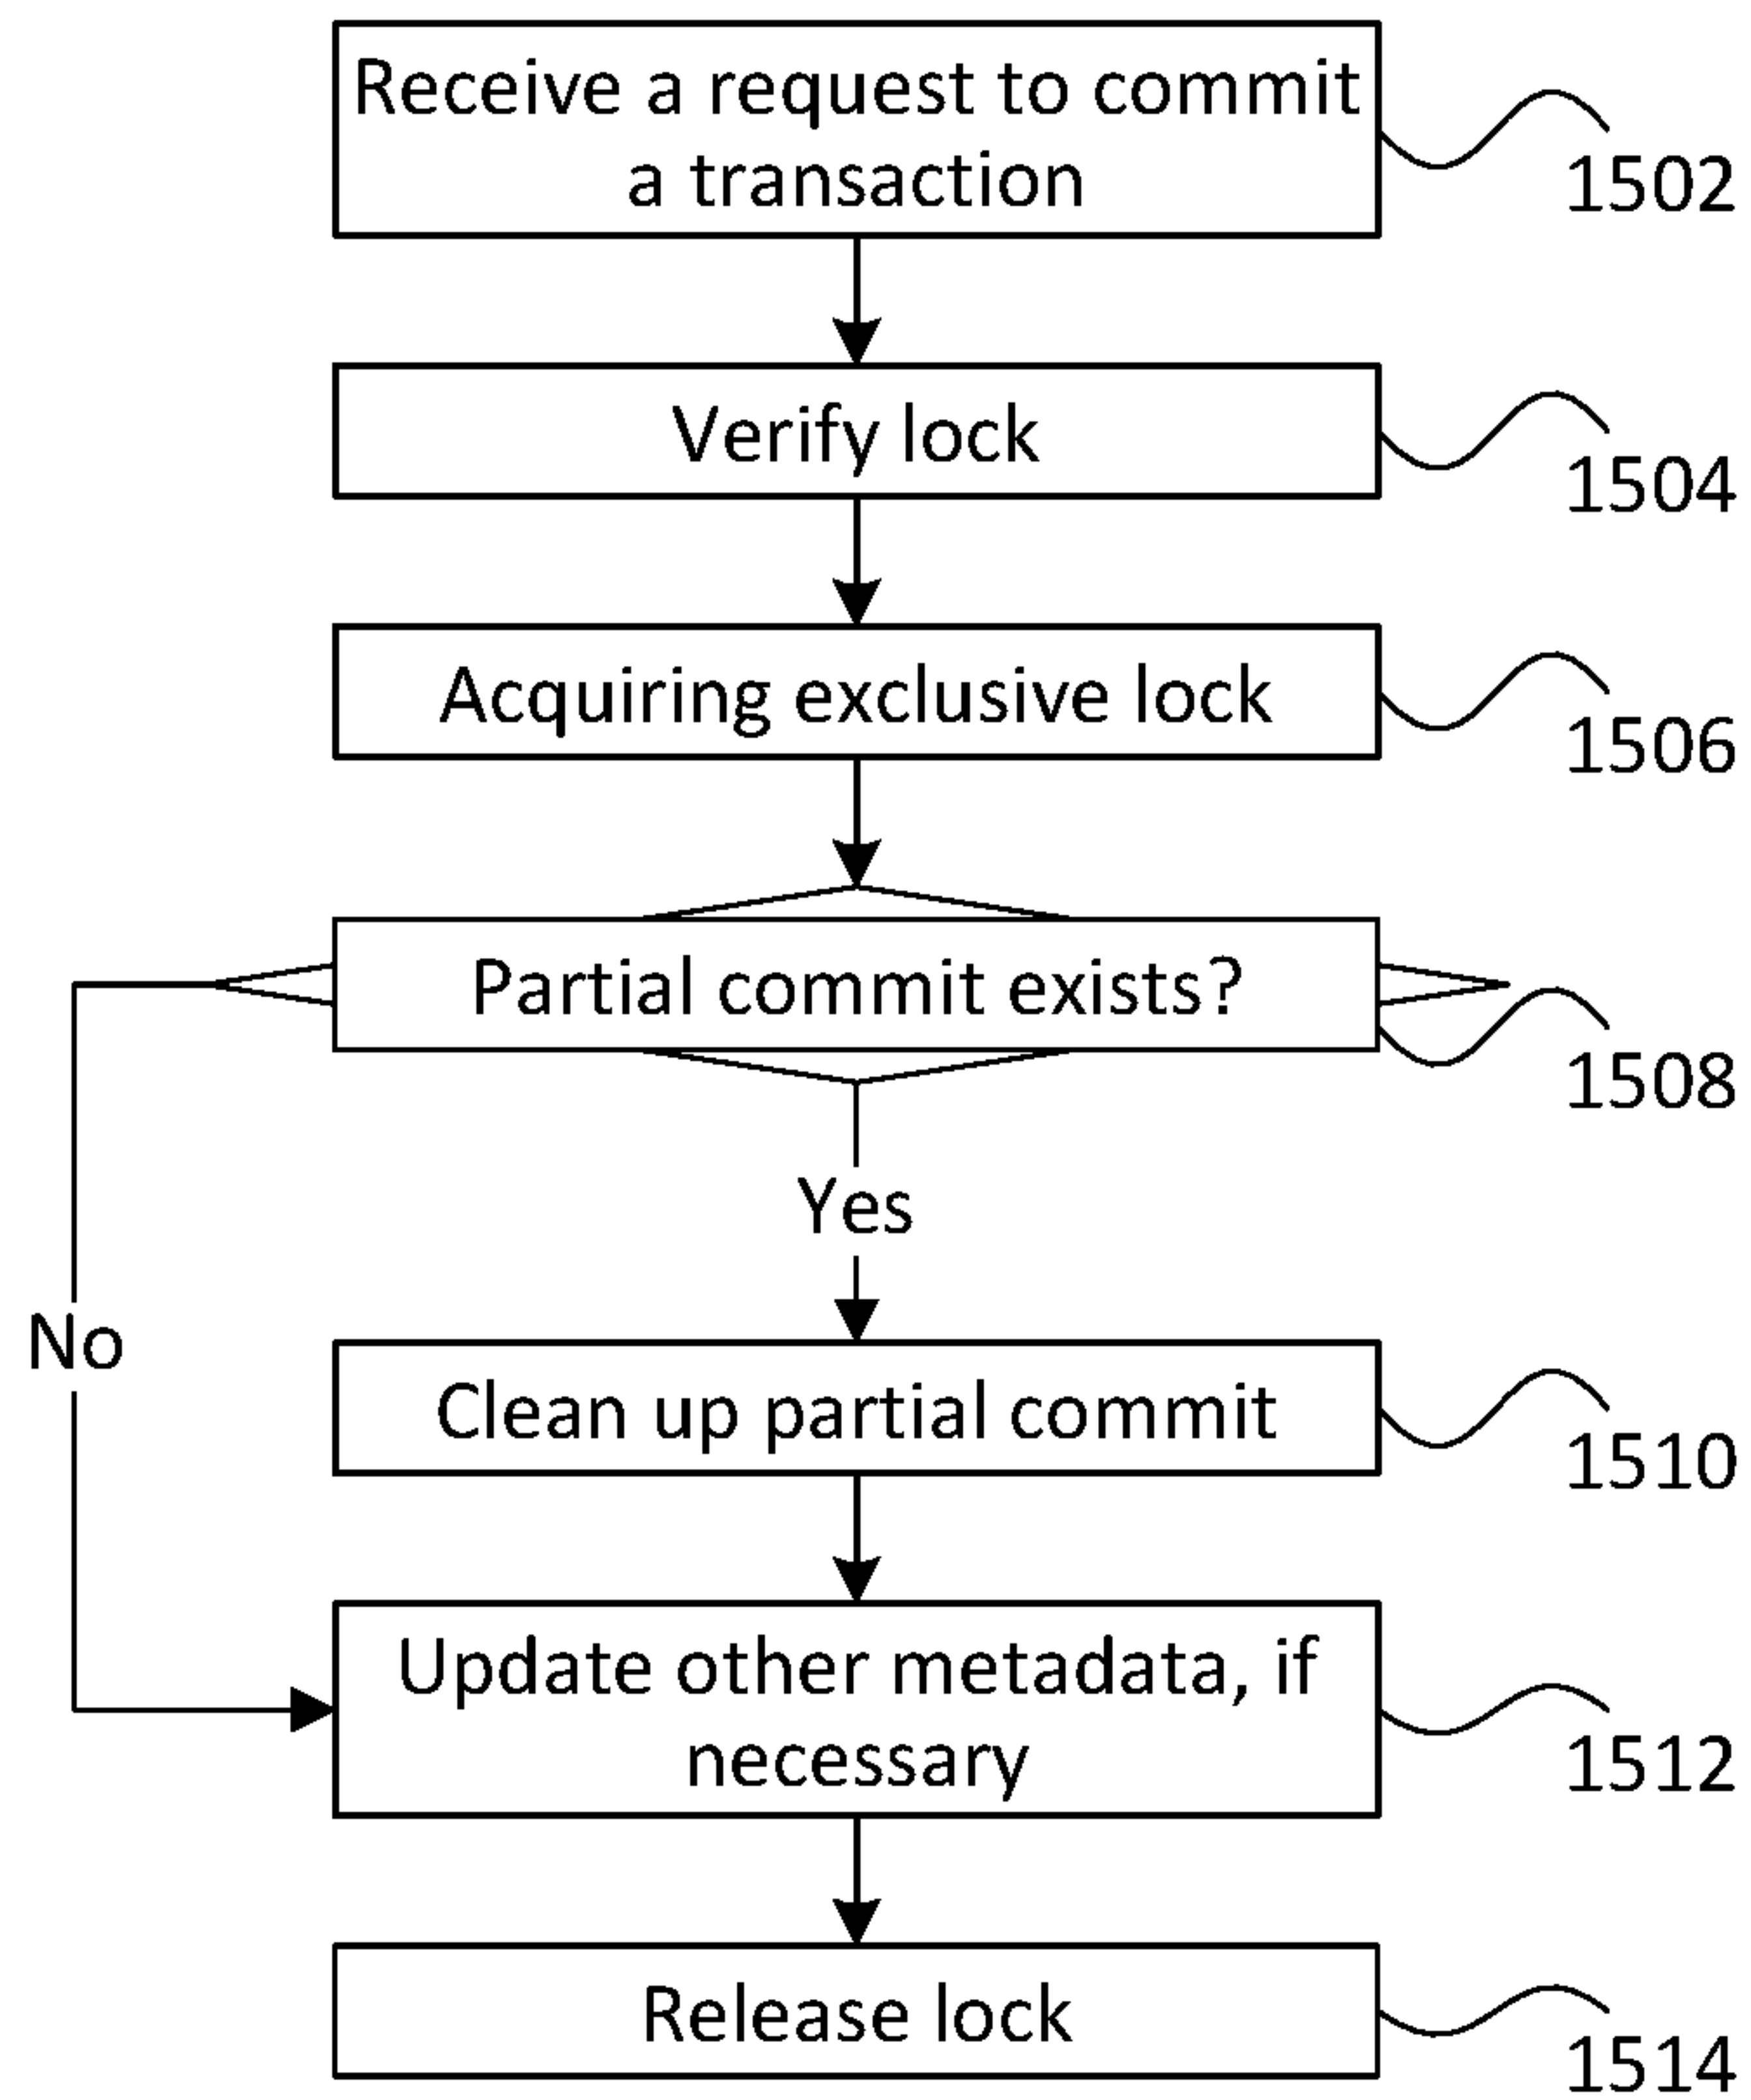 Receive a request to commit
a transaction
1502
Verify lock
1504
Acquiring exclusive lock
1506
Partial commit exists?
1508
Yes
No
Clean up partial commit
1510
Update other metadata, if
necessary
1512
Release lock
1514